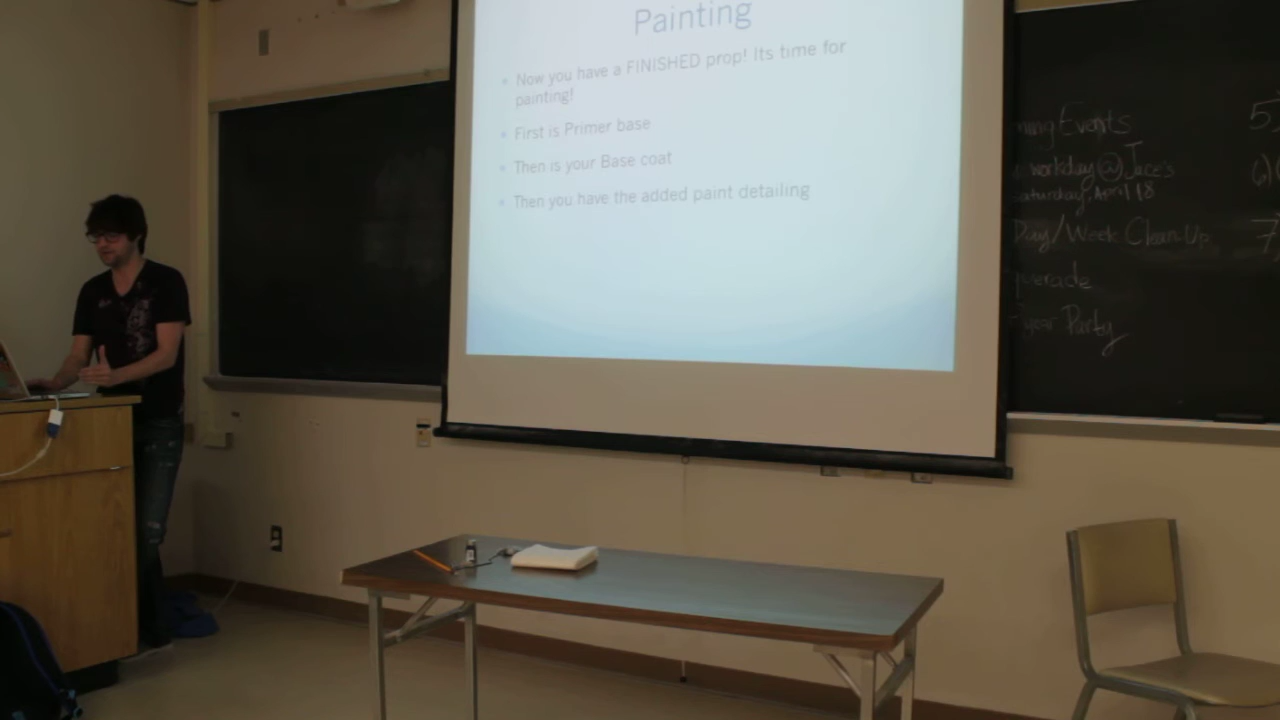 Painting
Now you have a FINISHED prop! Its time for
painting!
First is Primer base
Then is your Base coat
Then you have the added paint detailing
Events
workday @ Jace's
April 18
Day/Week Clean Up
year Party